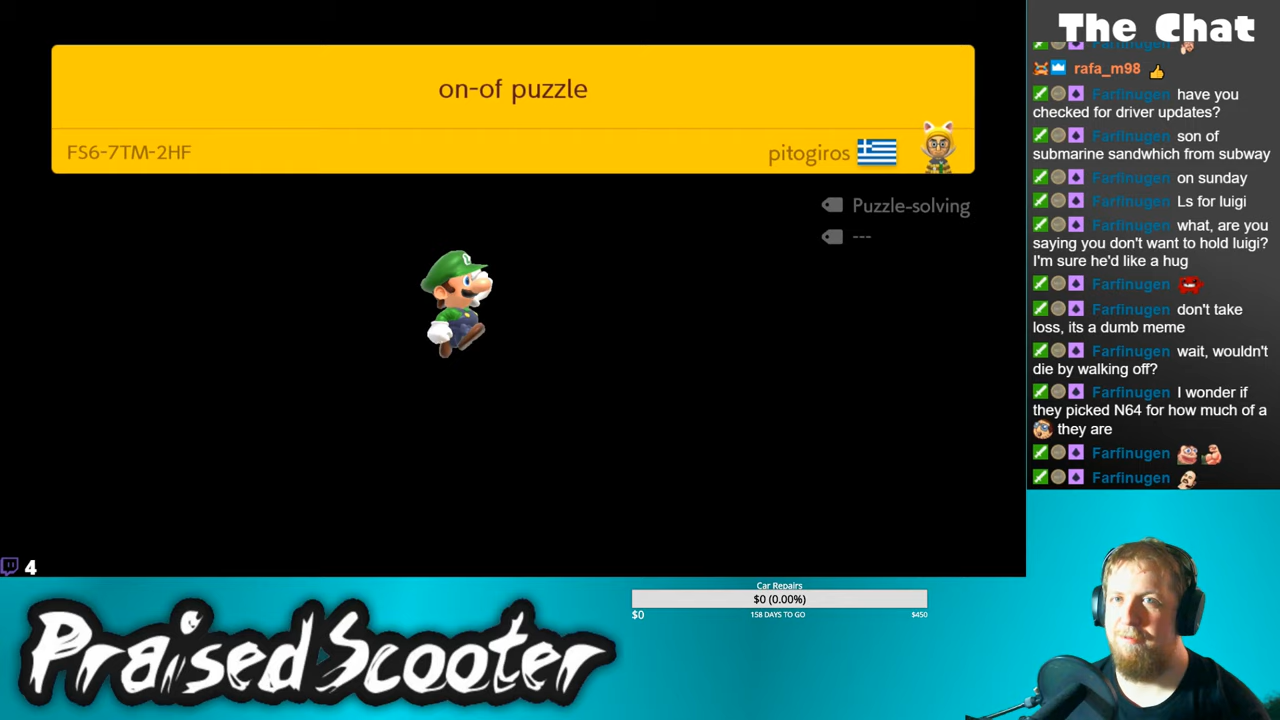 on-of puzzle
FS6-7TM-2HF
pitogiros
Puzzle-solving
---
The Chat
Farfinugen
rafa_m98
Farfinugen have you
checked for driver updates?
Farfinugen son of
submarine sandwhich from subway
Farfinugen on sunday
Farfinugen Ls for luigi
Farfinugen what, are you
saying you don't want to hold luigi?
I'm sure he'd like a hug
Farfinugen
Farfinugen don't take
loss, its a dumb meme
Farfinugen wait, wouldn't
die by walking off?
Farfinugen I wonder if
they picked N64 for how much of a
they are
Farfinugen
Farfinugen
4
PraisedScooter
Car Repairs
$0 (0.00%)
$0 158 DAYS TO GO $450